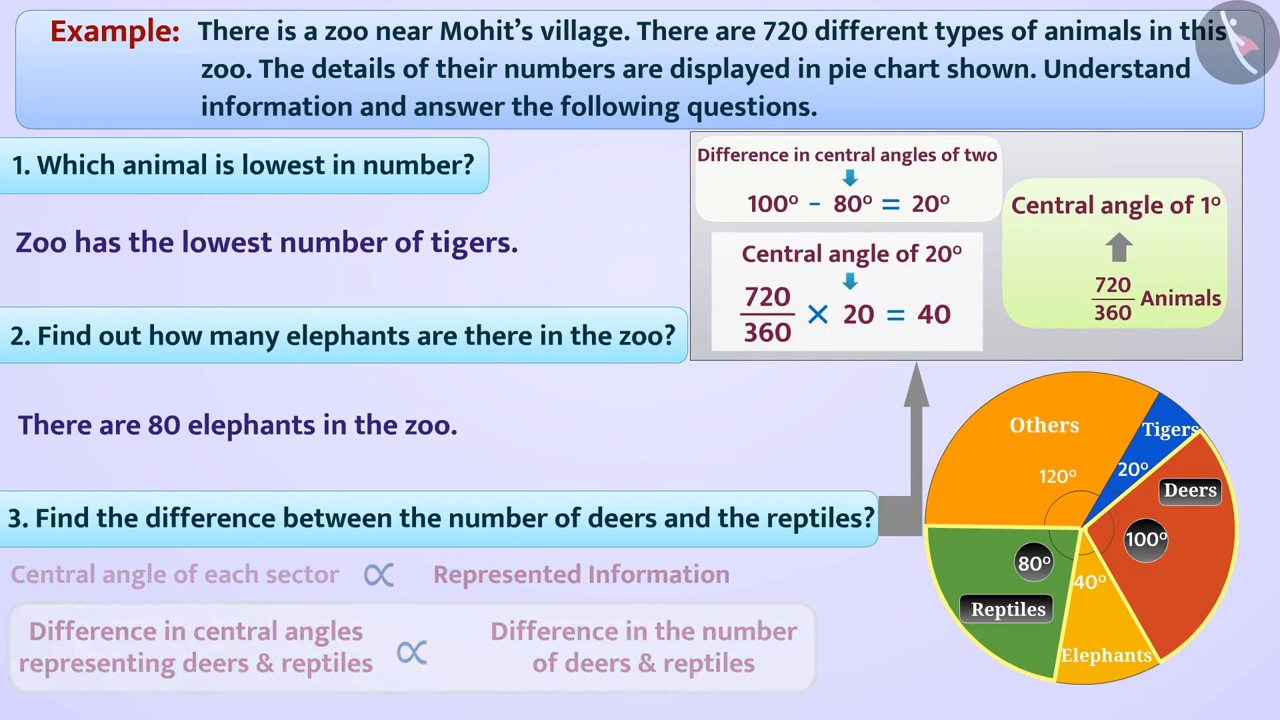 Example: There is a zoo near Mohit’s village. There are 720 different types of animals in this
zoo. The details of their numbers are displayed in pie chart shown. Understand
information and answer the following questions.
1. Which animal is lowest in number?
Zoo has the lowest number of tigers.
2. Find out how many elephants are there in the zoo?
There are 80 elephants in the zoo.
3. Find the difference between the number of deers and the reptiles?
Central angle of each sector ∝ Represented Information
Difference in central angles
representing deers & reptiles
∝
Difference in the number
of deers & reptiles
Difference in central angles of two
100° - 80° = 20°
Central angle of 20°
720
360
× 20 = 40
Central angle of 1°
720
360
Animals
Others
120°
Tigers
20°
Deers
100°
80°
Reptiles
40°
Elephants